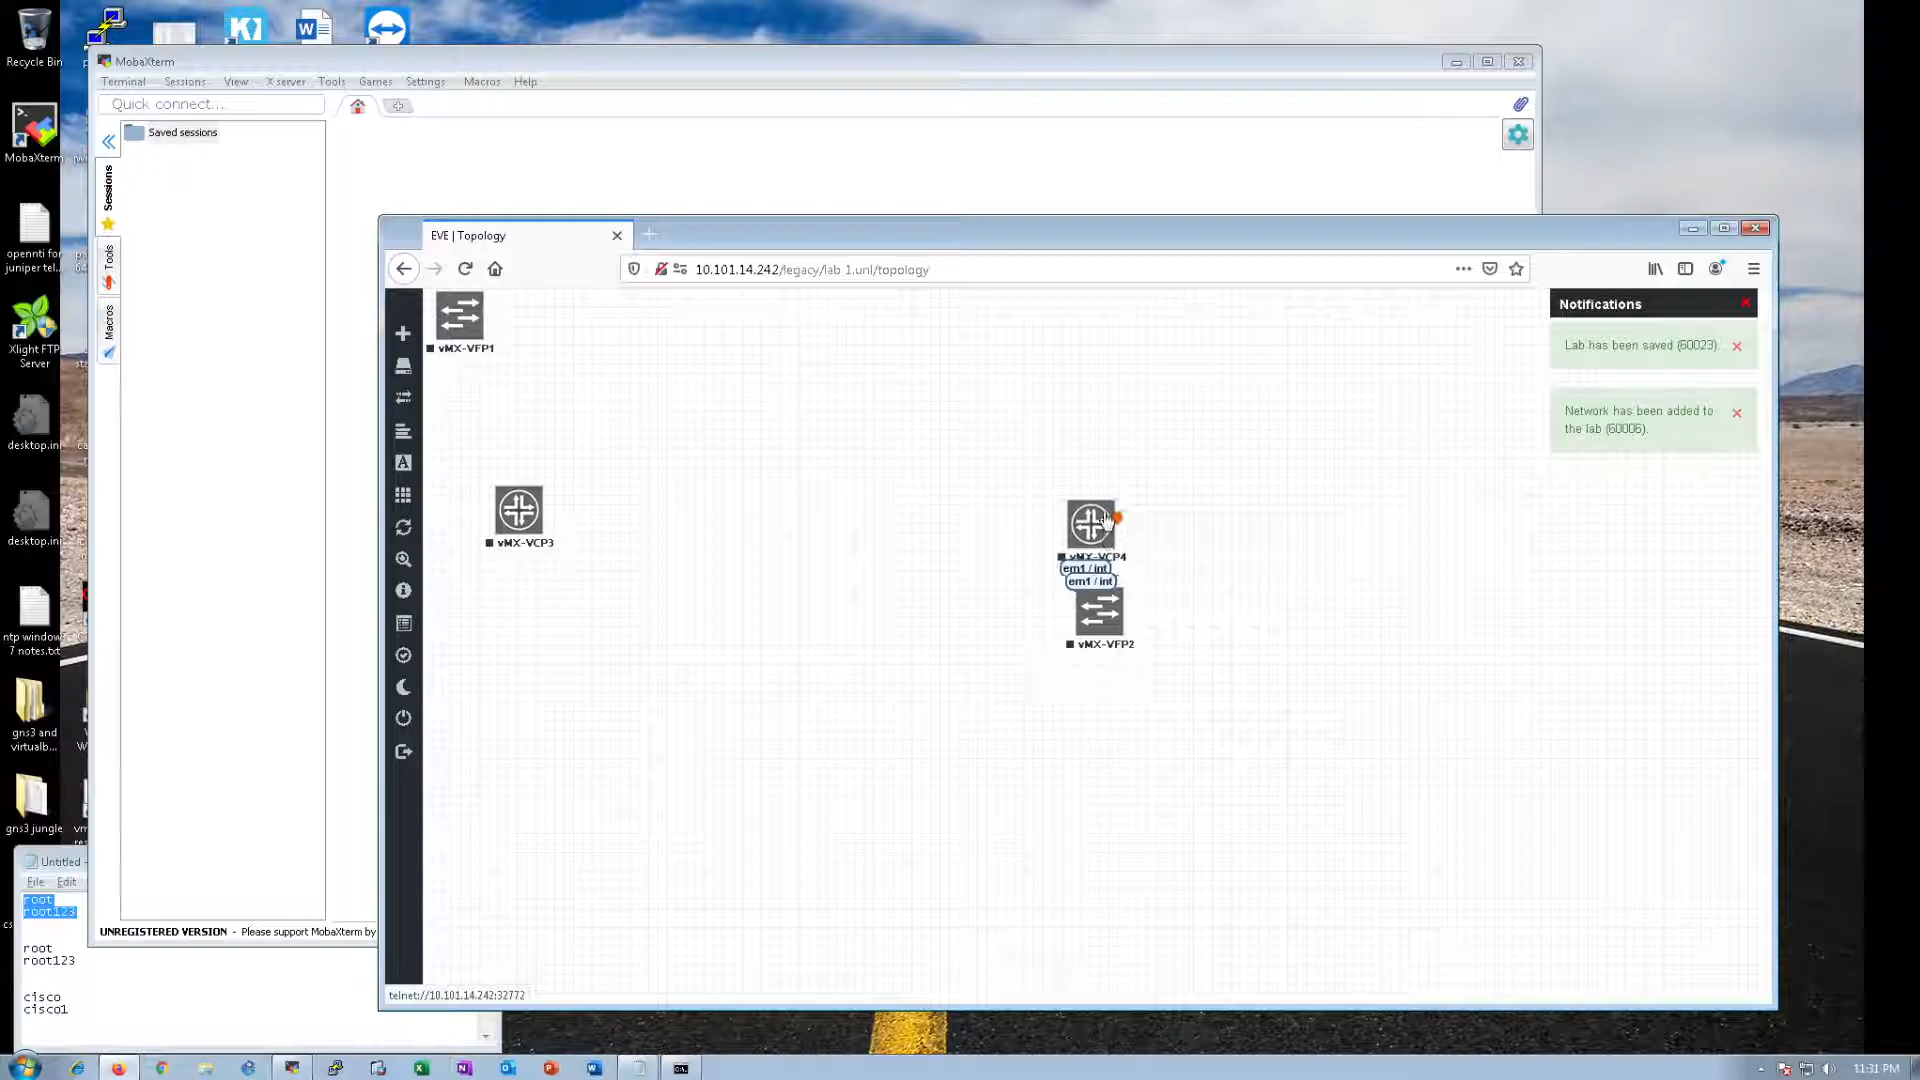 Recycle Bin
MobaXterm
Terminal Sessions View X server Tools Games Settings Macros Help
Quick connect...
Saved sessions
Sessions
Tools
Macros
MobaXterm
opennti for
juniper tel...
Xlight FTP
Server
desktop.ini
desktop.ini
ntp window
7 notes.txt
gns3 and
virtualb...
gns3 jungle
EVE | Topology
10.101.14.242/legacy/lab 1.unl/topology
Notifications
Lab has been saved (60023).
Network has been added to
the lab (60006).
vMX-VFP1
vMX-VCP3
vMX-VCP4
em1 / int
em1 / int
vMX-VFP2
telnet://10.101.14.242:32772
UNREGISTERED VERSION - Please support MobaXterm by
Untitled -
File Edit
root
root123
root
root123
cisco
cisco1
11:31 PM